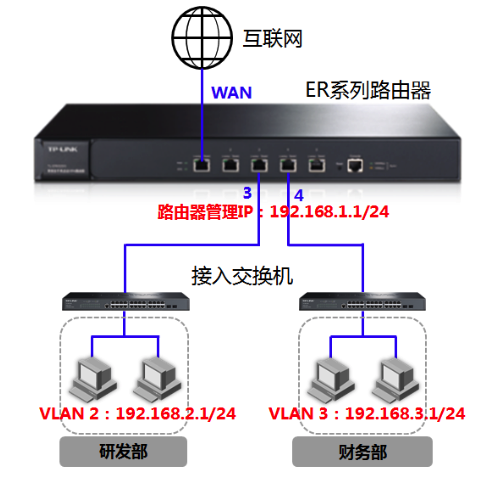 互联网
WAN
ER系列路由器
TP-LINK
3
4
路由器管理IP：192.168.1.1/24
接入交换机
VLAN 2：192.168.2.1/24
VLAN 3：192.168.3.1/24
研发部
财务部